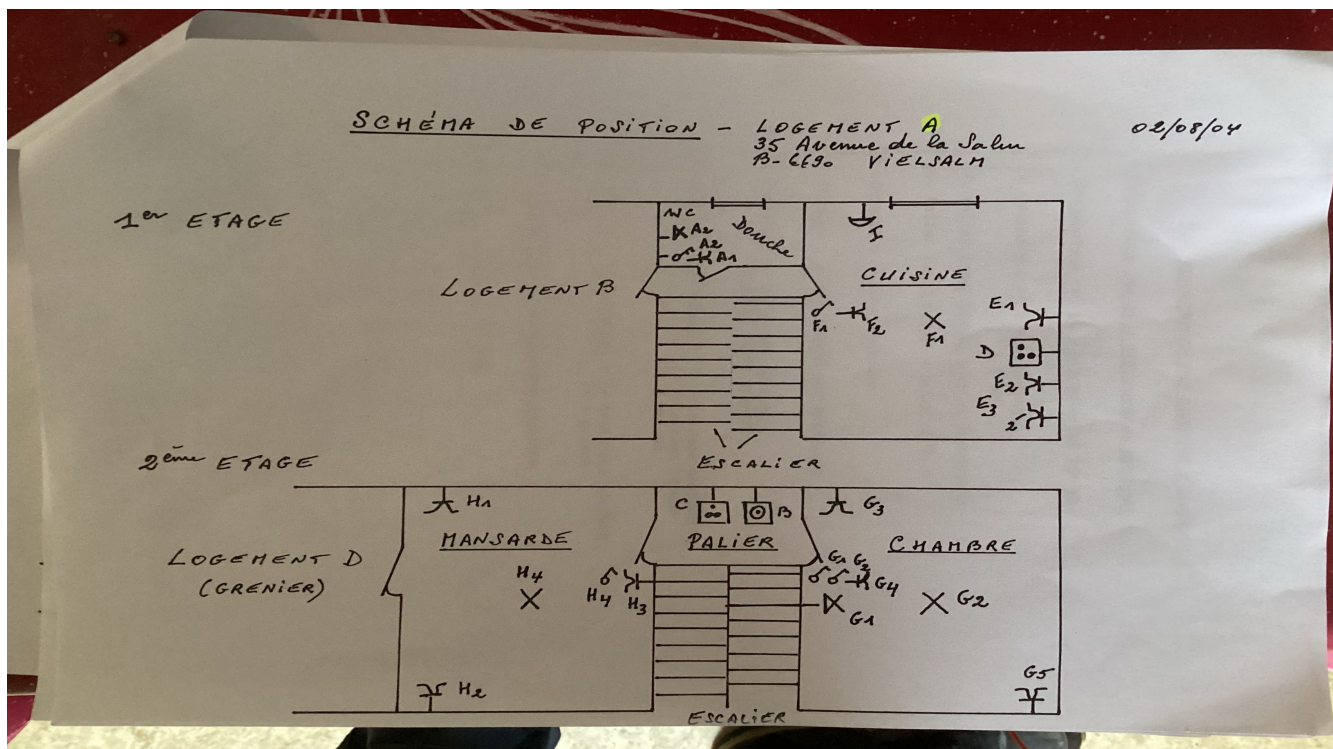 SCHÉMA DE POSITION - LOGEMENT A
02/08/04
35 Avenue de la Salm
B-6690 VIELSALM
1er ETAGE
WC
A2
A2
A1
Douche
I
LOGEMENT B
CUISINE
F1
F2
F1
E1
D
E2
E3
2
ESCALIER
2ème ETAGE
H1
C
B
G3
LOGEMENT D
(GRENIER)
MANSARDE
PALIER
CHAMBRE
H4
H4
H3
G1 G2
G4
G1
G2
H2
G5
ESCALIER